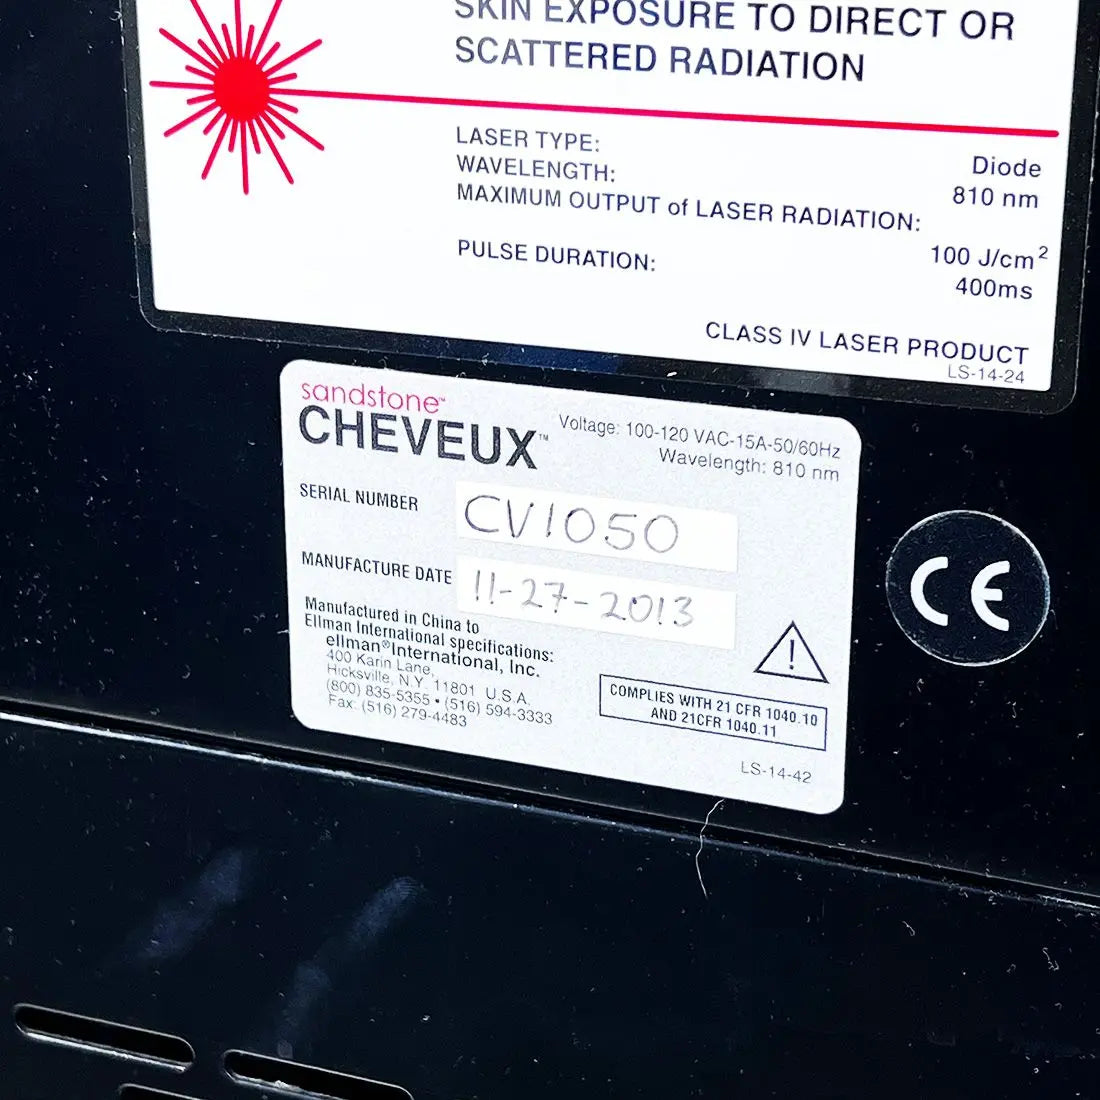 SKIN EXPOSURE TO DIRECT OR
SCATTERED RADIATION
LASER TYPE: Diode
WAVELENGTH: 810 nm
MAXIMUM OUTPUT of LASER RADIATION:
100 J/cm²
PULSE DURATION: 400ms
CLASS IV LASER PRODUCT
LS-14-24
sandstone™
CHEVEUX™
Voltage: 100-120 VAC-15A-50/60Hz
Wavelength: 810 nm
SERIAL NUMBER CV1050
MANUFACTURE DATE 11-27-2013
Manufactured in China to
Ellman International specifications:
ellman®International, Inc.
400 Karin Lane,
Hicksville, N.Y. 11801 U.S.A.
(800) 835-5355 • (516) 594-3333
Fax: (516) 279-4483
COMPLIES WITH 21 CFR 1040.10
AND 21CFR 1040.11
LS-14-42
CE